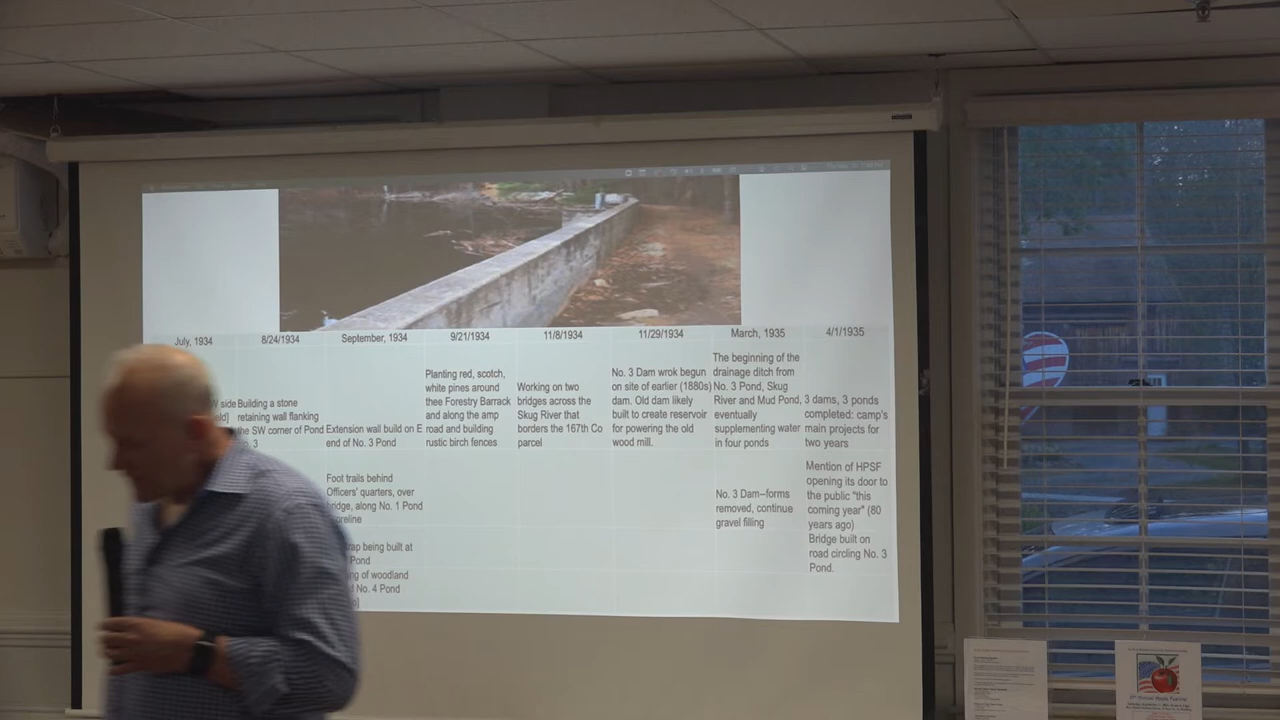 July, 1934
8/24/1934
September, 1934
9/21/1934
11/8/1934
11/29/1934
March, 1935
4/1/1935
W side
Building a stone
retaining wall flanking
the SW corner of Pond
Extension wall build on E
end of No. 3 Pond
Planting red, scotch,
white pines around
thee Forestry Barrack
and along the amp
road and building
rustic birch fences
Working on two
bridges across the
Skug River that
borders the 167th Co
parcel
No. 3 Dam wrok begun
on site of earlier (1880s)
dam. Old dam likely
built to create reservoir
for powering the old
wood mill.
The beginning of the
drainage ditch from
No. 3 Pond, Skug
River and Mud Pond,
eventually
supplementing water
in four ponds
3 dams, 3 ponds
completed: camp's
main projects for
two years
Foot trails behind
Officers' quarters, over
bridge, along No. 1 Pond
No. 3 Dam–forms
removed, continue
gravel filling
Mention of HPSF
opening its door to
the public "this
coming year" (80
years ago)
Bridge built on
road circling No. 3
Pond.
rap being built at
Pond
ng of woodland
No. 4 Pond